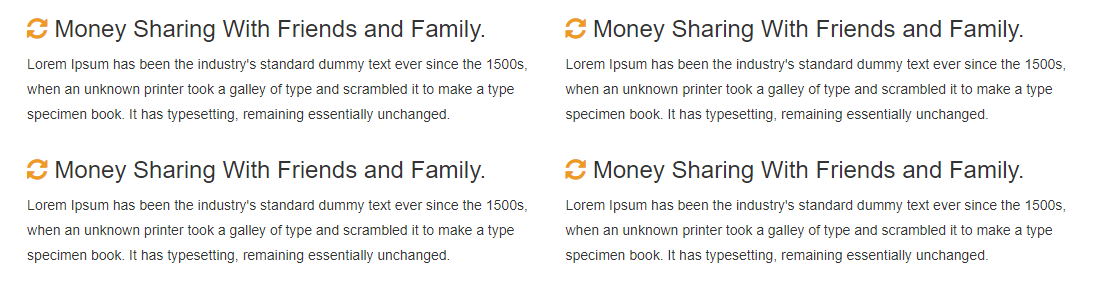 Money Sharing With Friends and Family.
Lorem Ipsum has been the industry's standard dummy text ever since the 1500s,
when an unknown printer took a galley of type and scrambled it to make a type
specimen book. It has typesetting, remaining essentially unchanged.
Money Sharing With Friends and Family.
Lorem Ipsum has been the industry's standard dummy text ever since the 1500s,
when an unknown printer took a galley of type and scrambled it to make a type
specimen book. It has typesetting, remaining essentially unchanged.
Money Sharing With Friends and Family.
Lorem Ipsum has been the industry's standard dummy text ever since the 1500s,
when an unknown printer took a galley of type and scrambled it to make a type
specimen book. It has typesetting, remaining essentially unchanged.
Money Sharing With Friends and Family.
Lorem Ipsum has been the industry's standard dummy text ever since the 1500s,
when an unknown printer took a galley of type and scrambled it to make a type
specimen book. It has typesetting, remaining essentially unchanged.